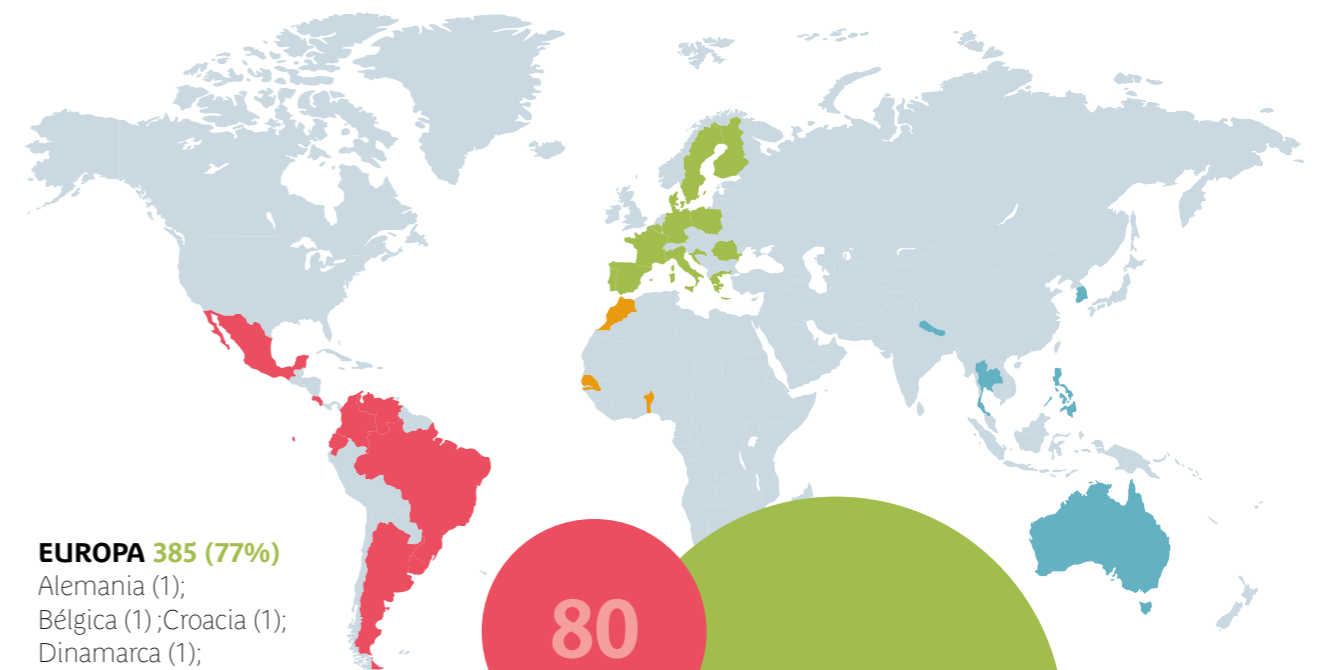 EUROPA 385 (77%)
Alemania (1);
Bélgica (1) ;Croacia (1);
Dinamarca (1);
80